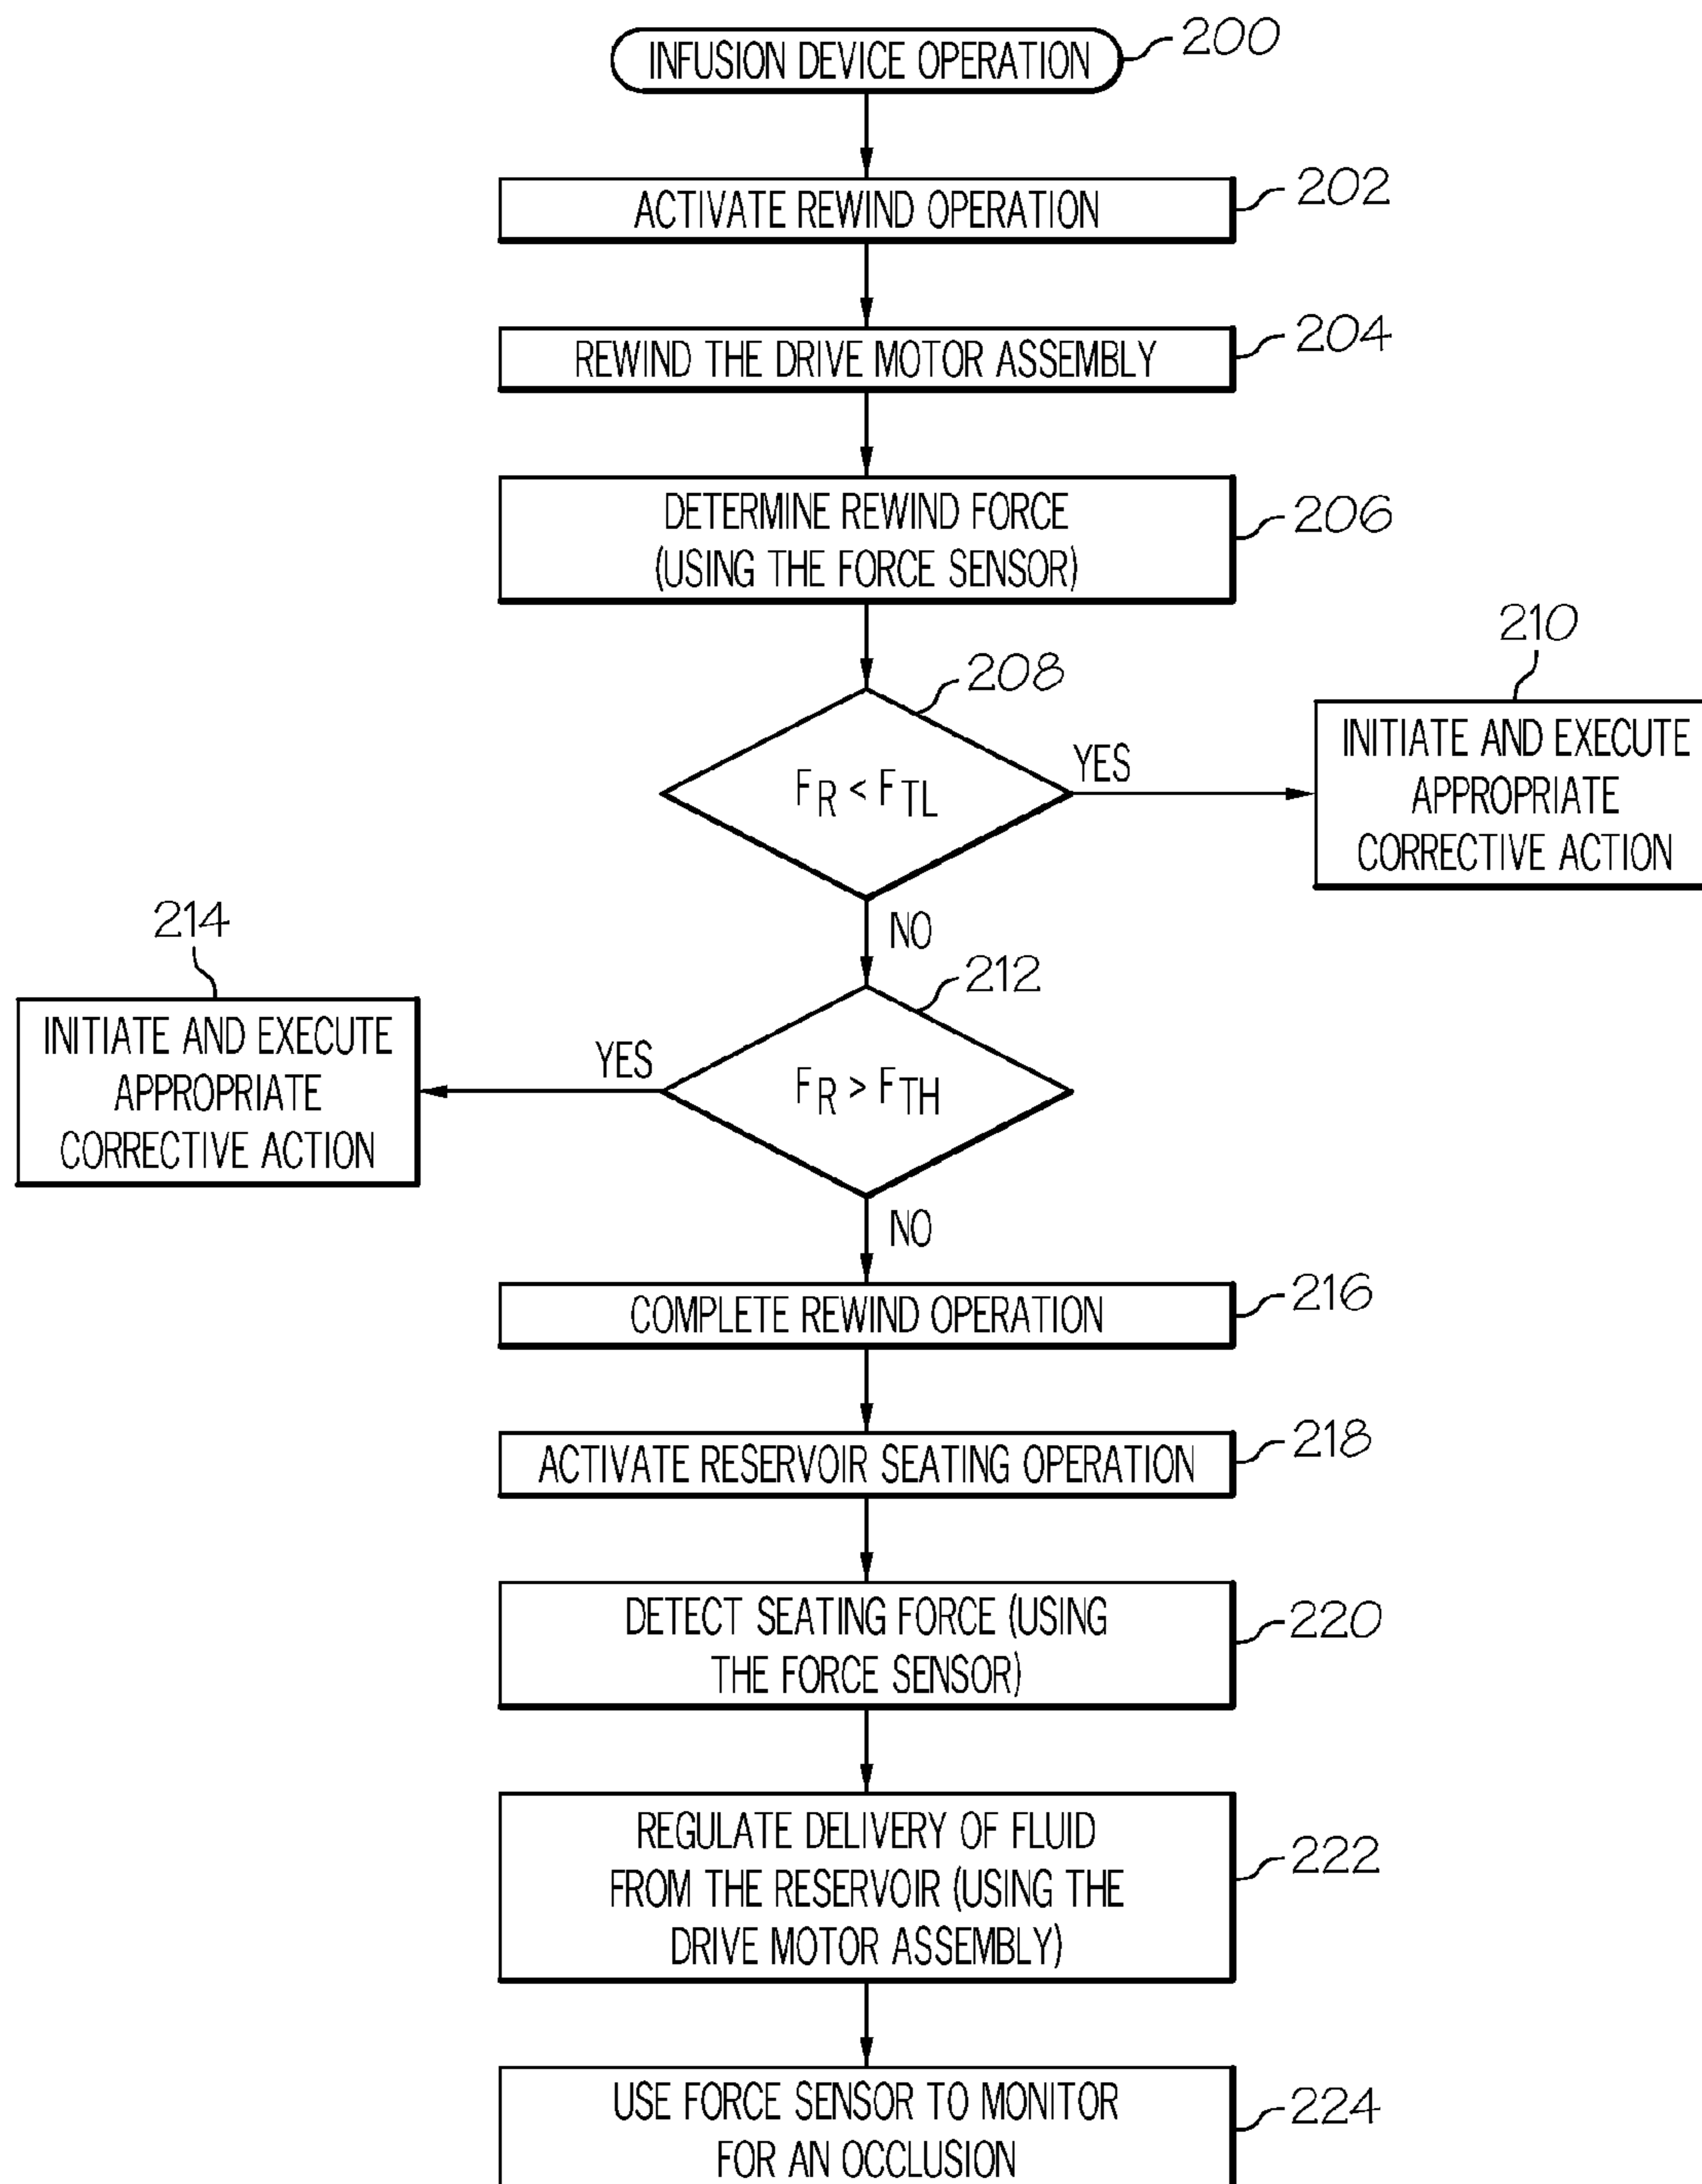 INFUSION DEVICE OPERATION
200
ACTIVATE REWIND OPERATION
202
REWIND THE DRIVE MOTOR ASSEMBLY
204
DETERMINE REWIND FORCE
(USING THE FORCE SENSOR)
206
208
F_R < F_TL
YES
210
INITIATE AND EXECUTE
APPROPRIATE
CORRECTIVE ACTION
NO
212
F_R > F_TH
YES
214
INITIATE AND EXECUTE
APPROPRIATE
CORRECTIVE ACTION
NO
COMPLETE REWIND OPERATION
216
ACTIVATE RESERVOIR SEATING OPERATION
218
DETECT SEATING FORCE (USING
THE FORCE SENSOR)
220
REGULATE DELIVERY OF FLUID
FROM THE RESERVOIR (USING THE
DRIVE MOTOR ASSEMBLY)
222
USE FORCE SENSOR TO MONITOR
FOR AN OCCLUSION
224